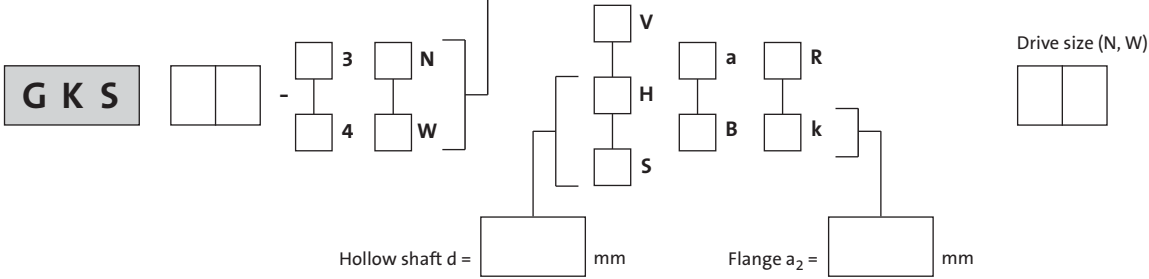 V
Drive size (N, W)
3 N a R
G K S - H
4 W B k
S
Hollow shaft d = mm Flange a₂ = mm